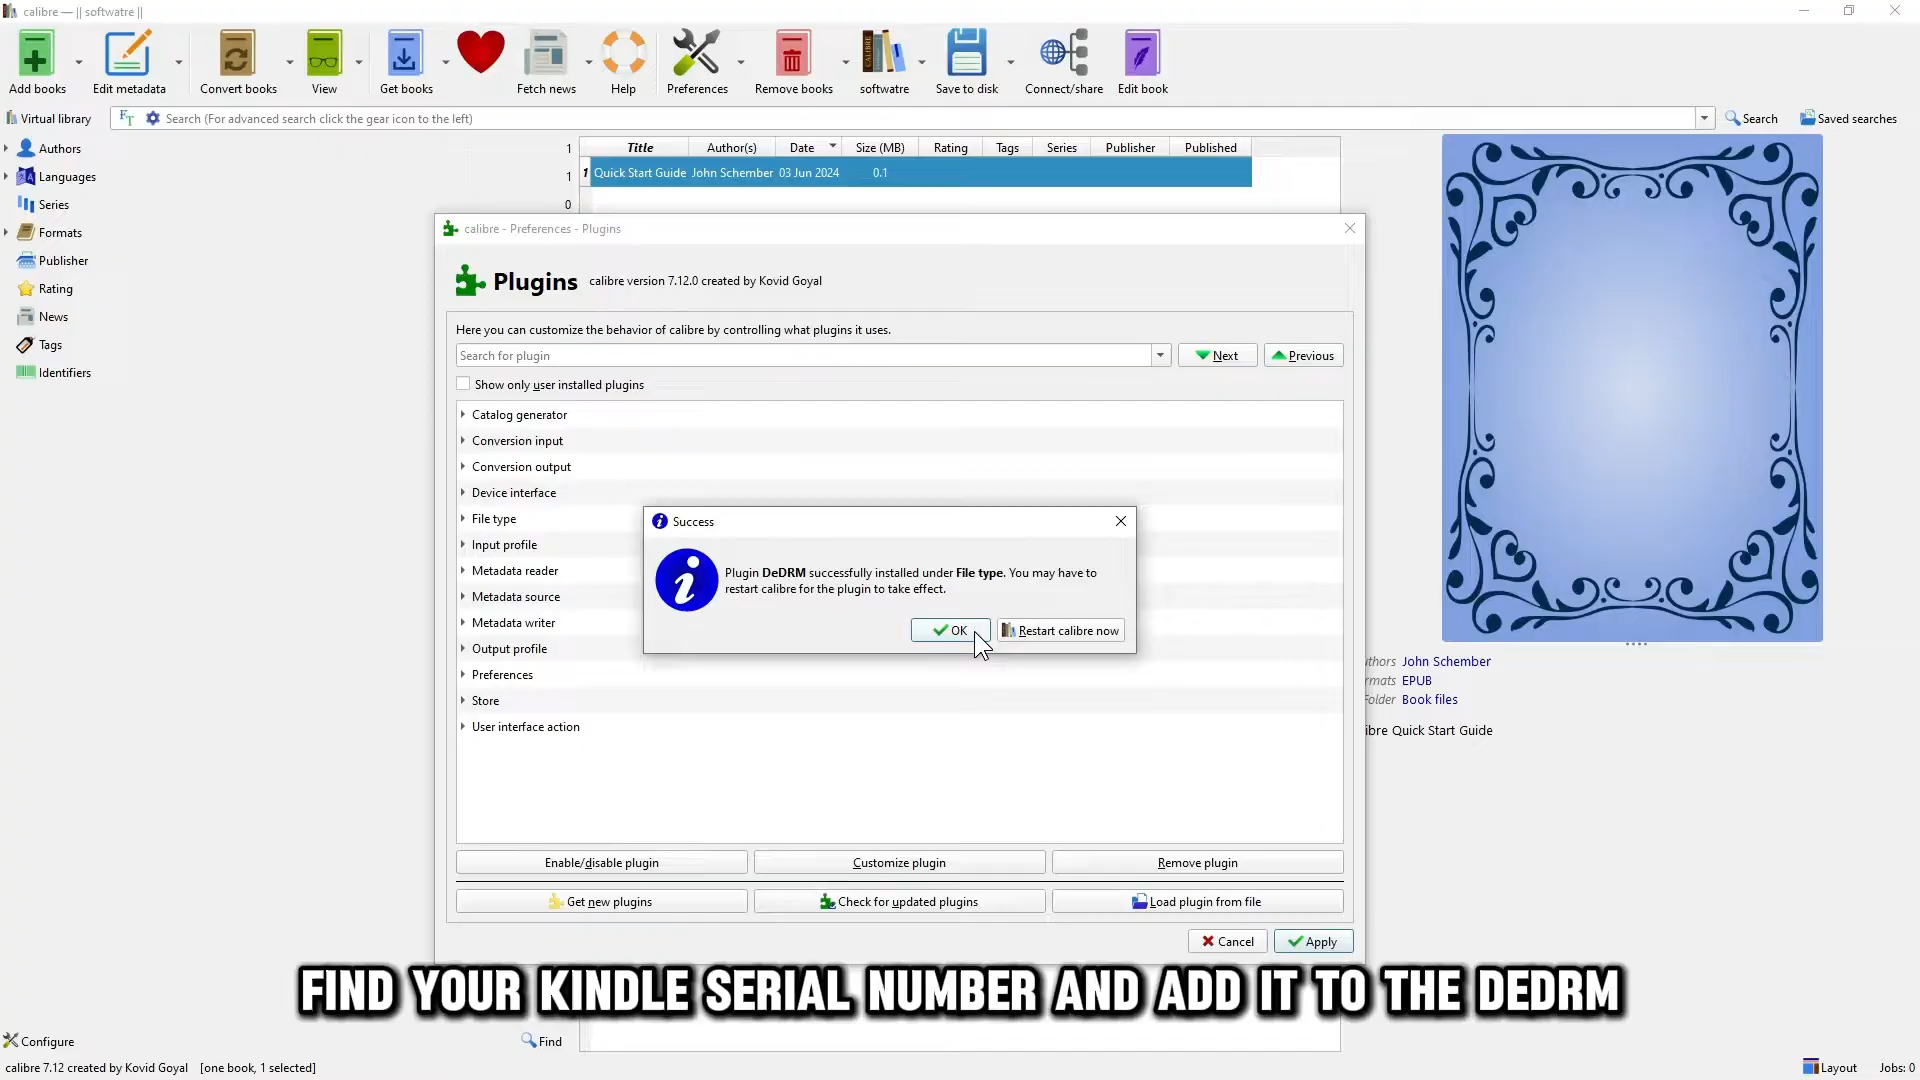 calibre — || softwatre ||
Add books
Edit metadata
Convert books
View
Get books
Fetch news
Help
Preferences
Remove books
softwatre
Save to disk
Connect/share
Edit book
Virtual library
FT
Search (For advanced search click the gear icon to the left)
Search
Saved searches
Authors 1
Languages 1
Series 0
Formats
Publisher
Rating
News
Tags
Identifiers
Title Author(s) Date Size (MB) Rating Tags Series Publisher Published
1 Quick Start Guide John Schember 03 Jun 2024 0.1
calibre - Preferences - Plugins
Plugins calibre version 7.12.0 created by Kovid Goyal
Here you can customize the behavior of calibre by controlling what plugins it uses.
Search for plugin
Next
Previous
Show only user installed plugins
Catalog generator
Conversion input
Conversion output
Device interface
File type
Input profile
Metadata reader
Metadata source
Metadata writer
Output profile
Preferences
Store
User interface action
Success
Plugin DeDRM successfully installed under File type. You may have to
restart calibre for the plugin to take effect.
OK
Restart calibre now
Enable/disable plugin
Customize plugin
Remove plugin
Get new plugins
Check for updated plugins
Load plugin from file
Cancel
Apply
uthors John Schember
rmats EPUB
Folder Book files
ibre Quick Start Guide
FIND YOUR KINDLE SERIAL NUMBER AND ADD IT TO THE DEDRM
Configure
Find
calibre 7.12 created by Kovid Goyal [one book, 1 selected]
Layout
Jobs: 0